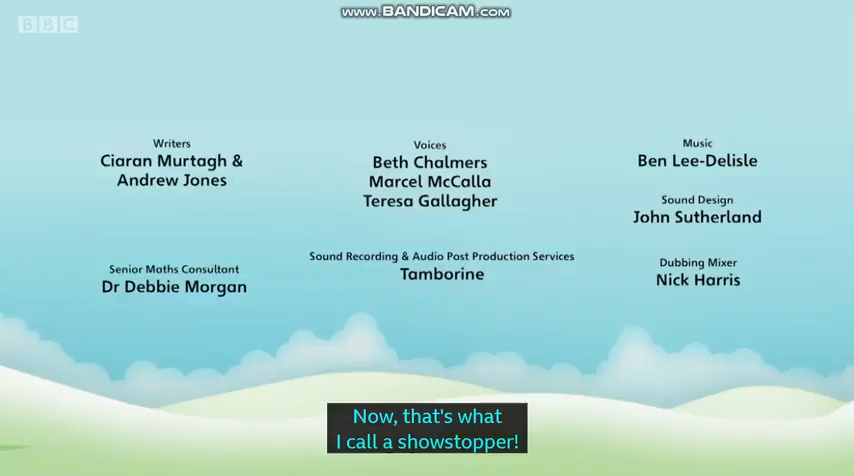 www.BANDICAM.com
BBC
Writers
Ciaran Murtagh &
Andrew Jones
Senior Maths Consultant
Dr Debbie Morgan
Voices
Beth Chalmers
Marcel McCalla
Teresa Gallagher
Sound Recording & Audio Post Production Services
Tamborine
Music
Ben Lee-Delisle
Sound Design
John Sutherland
Dubbing Mixer
Nick Harris
Now, that's what
I call a showstopper!